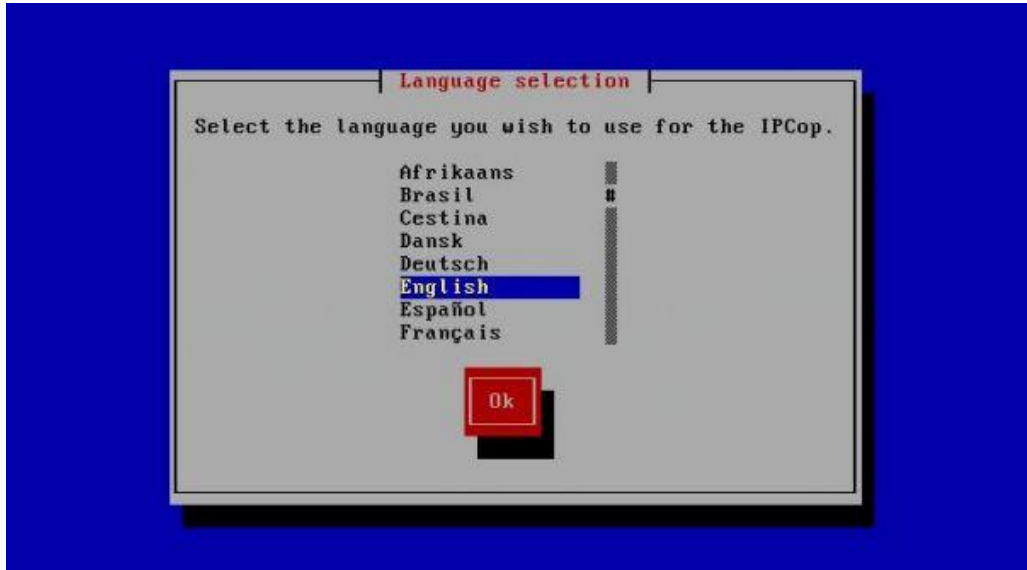 Language selection
Select the language you wish to use for the IPCop.
Afrikaans
Brasil
#
Cestina
Dansk
Deutsch
English
Español
Français
Ok